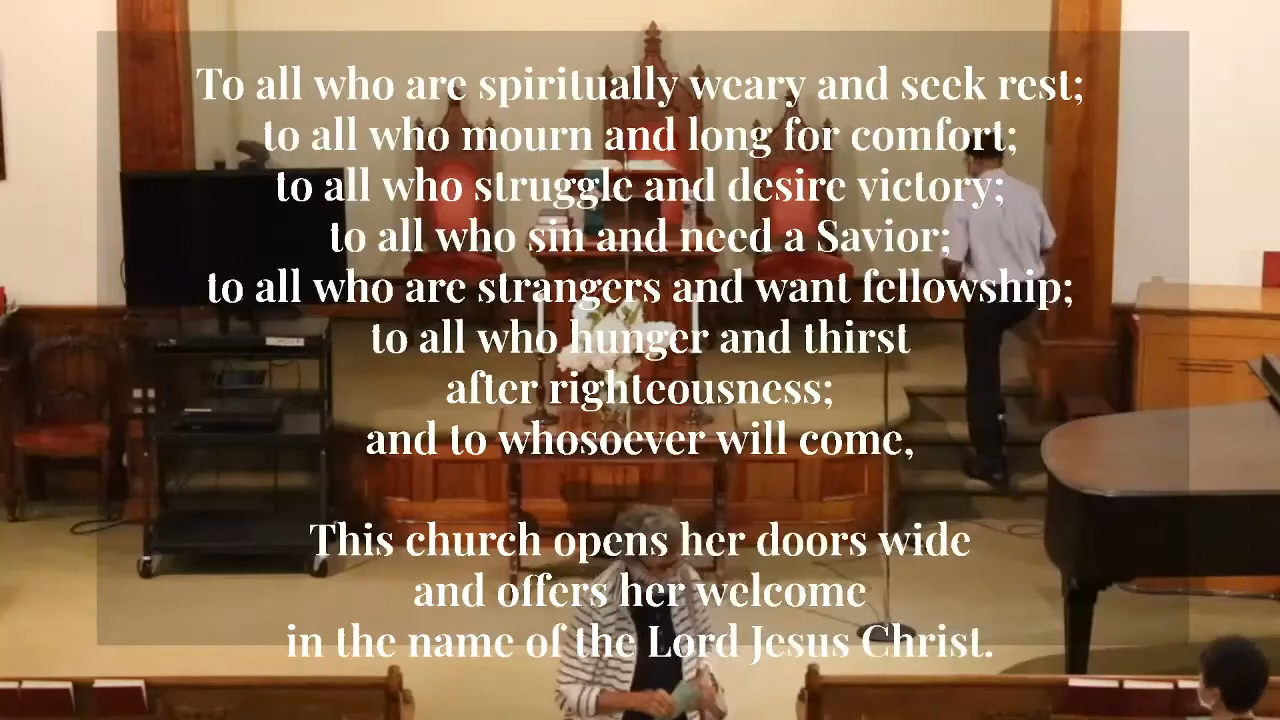 To all who are spiritually weary and seek rest;
to all who mourn and long for comfort;
to all who struggle and desire victory;
to all who sin and need a Savior;
to all who are strangers and want fellowship;
to all who hunger and thirst
after righteousness;
and to whosoever will come,
This church opens her doors wide
and offers her welcome
in the name of the Lord Jesus Christ.